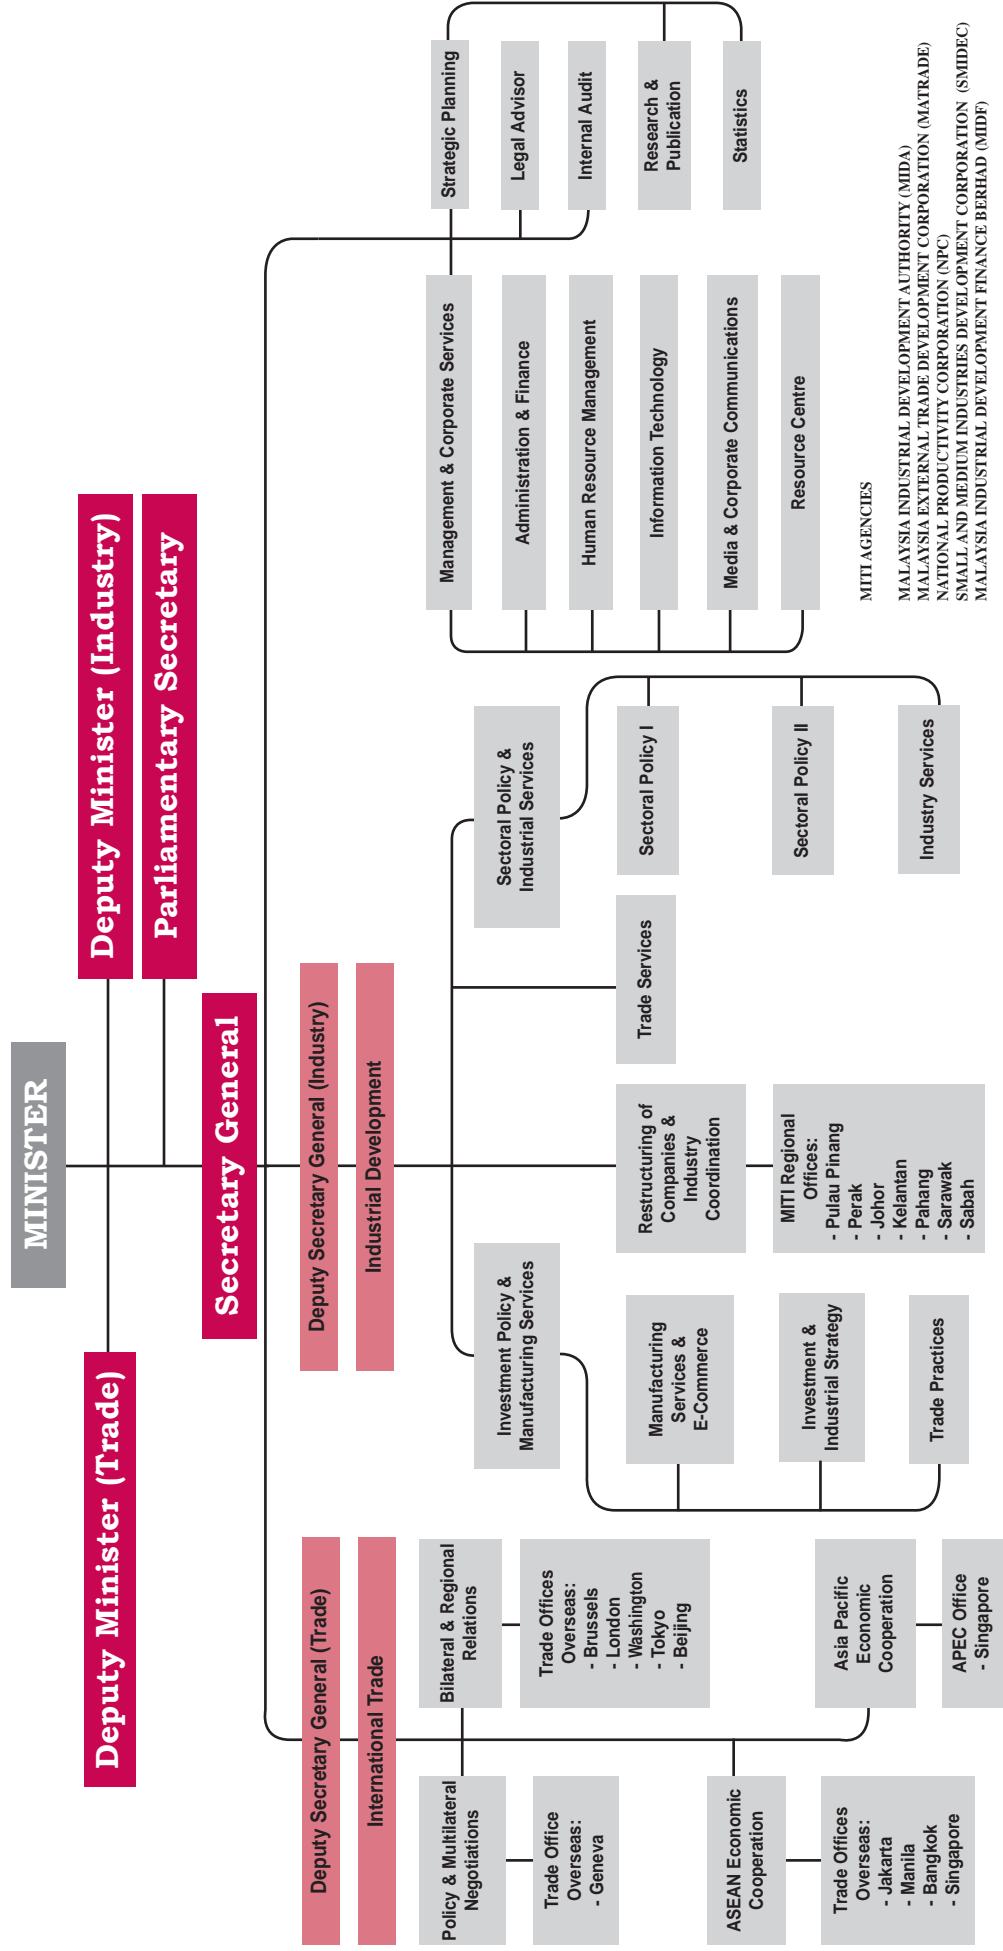 MINISTER
Deputy Minister (Trade)
Deputy Minister (Industry)
Parliamentary Secretary
Secretary General
Deputy Secretary General (Trade)
International Trade
Policy & Multilateral
Negotiations
Trade Office
Overseas:
- Geneva
Bilateral & Regional
Relations
Trade Offices
Overseas:
- Brussels
- London
- Washington
- Tokyo
- Beijing
ASEAN Economic
Cooperation
Trade Offices
Overseas:
- Jakarta
- Manila
- Bangkok
- Singapore
Asia Pacific
Economic
Cooperation
APEC Office
- Singapore
Deputy Secretary General (Industry)
Industrial Development
Investment Policy &
Manufacturing Services
Manufacturing
Services &
E-Commerce
Investment &
Industrial Strategy
Trade Practices
Restructuring of
Companies &
Industry
Coordination
MITI Regional
Offices:
- Pulau Pinang
- Perak
- Johor
- Kelantan
- Pahang
- Sarawak
- Sabah
Trade Services
Sectoral Policy &
Industrial Services
Sectoral Policy I
Sectoral Policy II
Industry Services
Management & Corporate Services
Administration & Finance
Human Resource Management
Information Technology
Media & Corporate Communications
Resource Centre
Strategic Planning
Legal Advisor
Internal Audit
Research &
Publication
Statistics
MITI AGENCIES
MALAYSIA INDUSTRIAL DEVELOPMENT AUTHORITY (MIDA)
MALAYSIA EXTERNAL TRADE DEVELOPMENT CORPORATION (MATRADE)
NATIONAL PRODUCTIVITY CORPORATION (NPC)
SMALL AND MEDIUM INDUSTRIES DEVELOPMENT CORPORATION (SMIDEC)
MALAYSIA INDUSTRIAL DEVELOPMENT FINANCE BERHAD (MIDF)